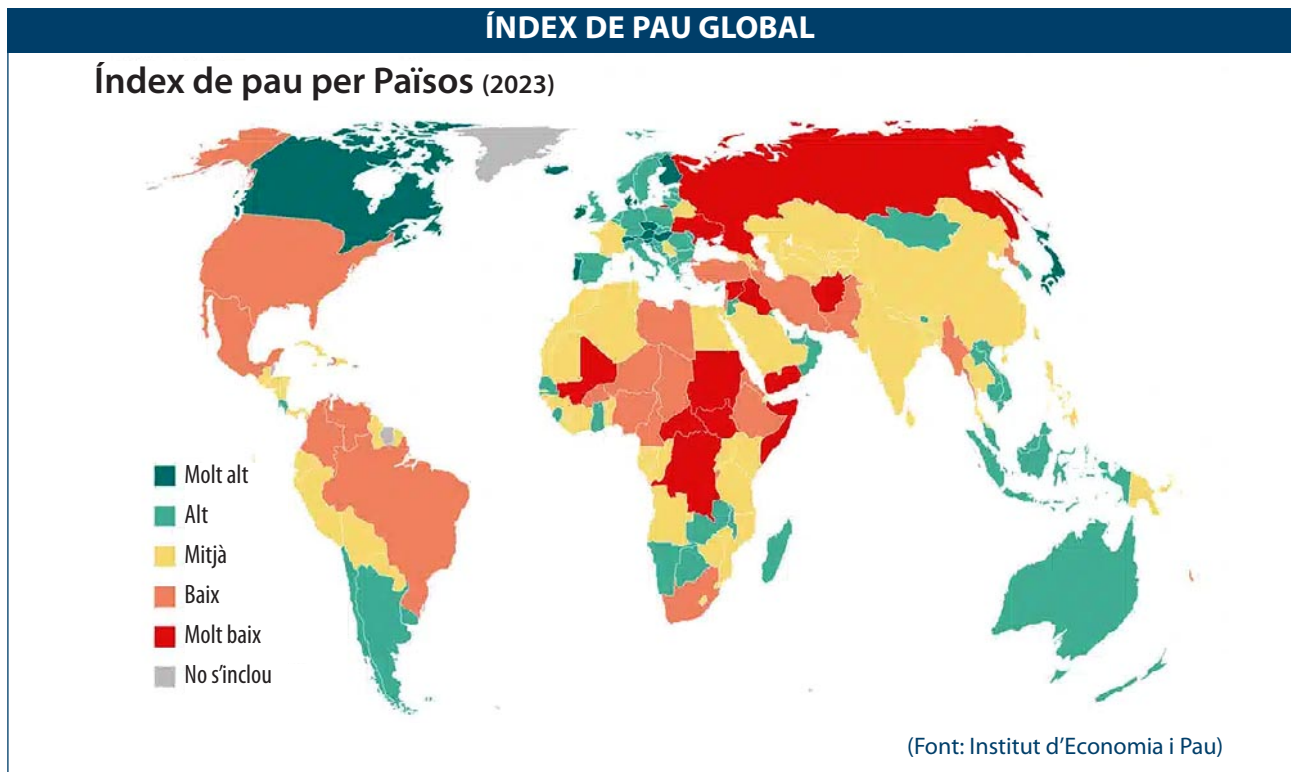 ÍNDEX DE PAU GLOBAL
Índex de pau per Països (2023)
Molt alt
Alt
Mitjà
Baix
Molt baix
No s’inclou
(Font: Institut d’Economia i Pau)